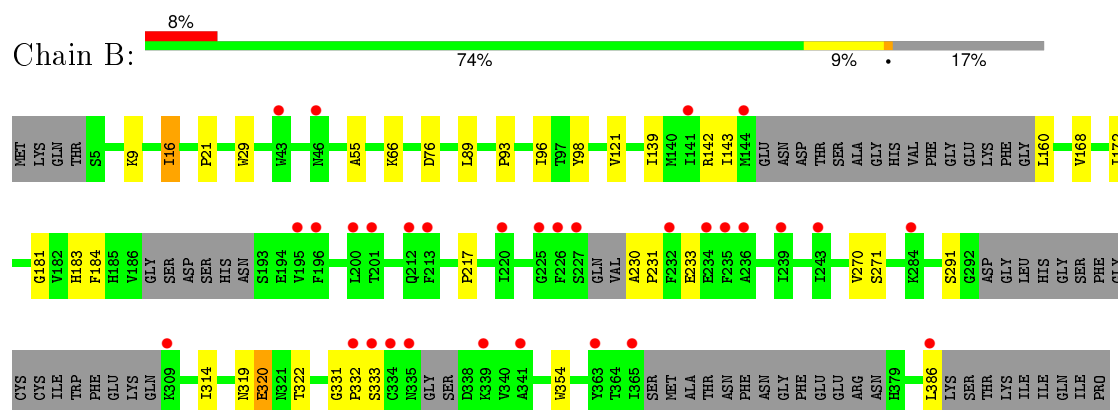 8%
Chain B:
74% 9% • 17%
MET LYS GLN THR S5 K9 I16 P21 W29 W43 N46 A55 K66 D76 L89 P93 I96 T97 Y98 V121 I139 M140 I141 R142 I143 M144 GLU ASN ASP THR SER ALA GLY HIS VAL PHE GLY GLU LYS PHE GLY L160 V168 I172
G181 V182 H183 F184 H185 V186 GLY SER ASP SER HIS ASN S193 E194 V195 F196 L200 T201 Q212 F213 P217 I220 G225 F226 S227 GLN VAL A230 P231 F232 E233 E234 F235 A236 I239 I243 V270 S271 K284 S291 G292 ASP GLY LEU HIS GLY SER PHE GLY
CYS CYS ILE TRP PHE GLU LYS GLN K309 I314 N319 E320 N321 T322 G331 P332 S333 C334 N335 GLY SER D338 K339 V340 A341 W354 Y363 T364 I365 SER MET ALA THR ASN PHE ASN GLY PHE GLU GLU ARG ASN H379 L386 LYS SER THR LYS ILE ILE GLN ILE PRO